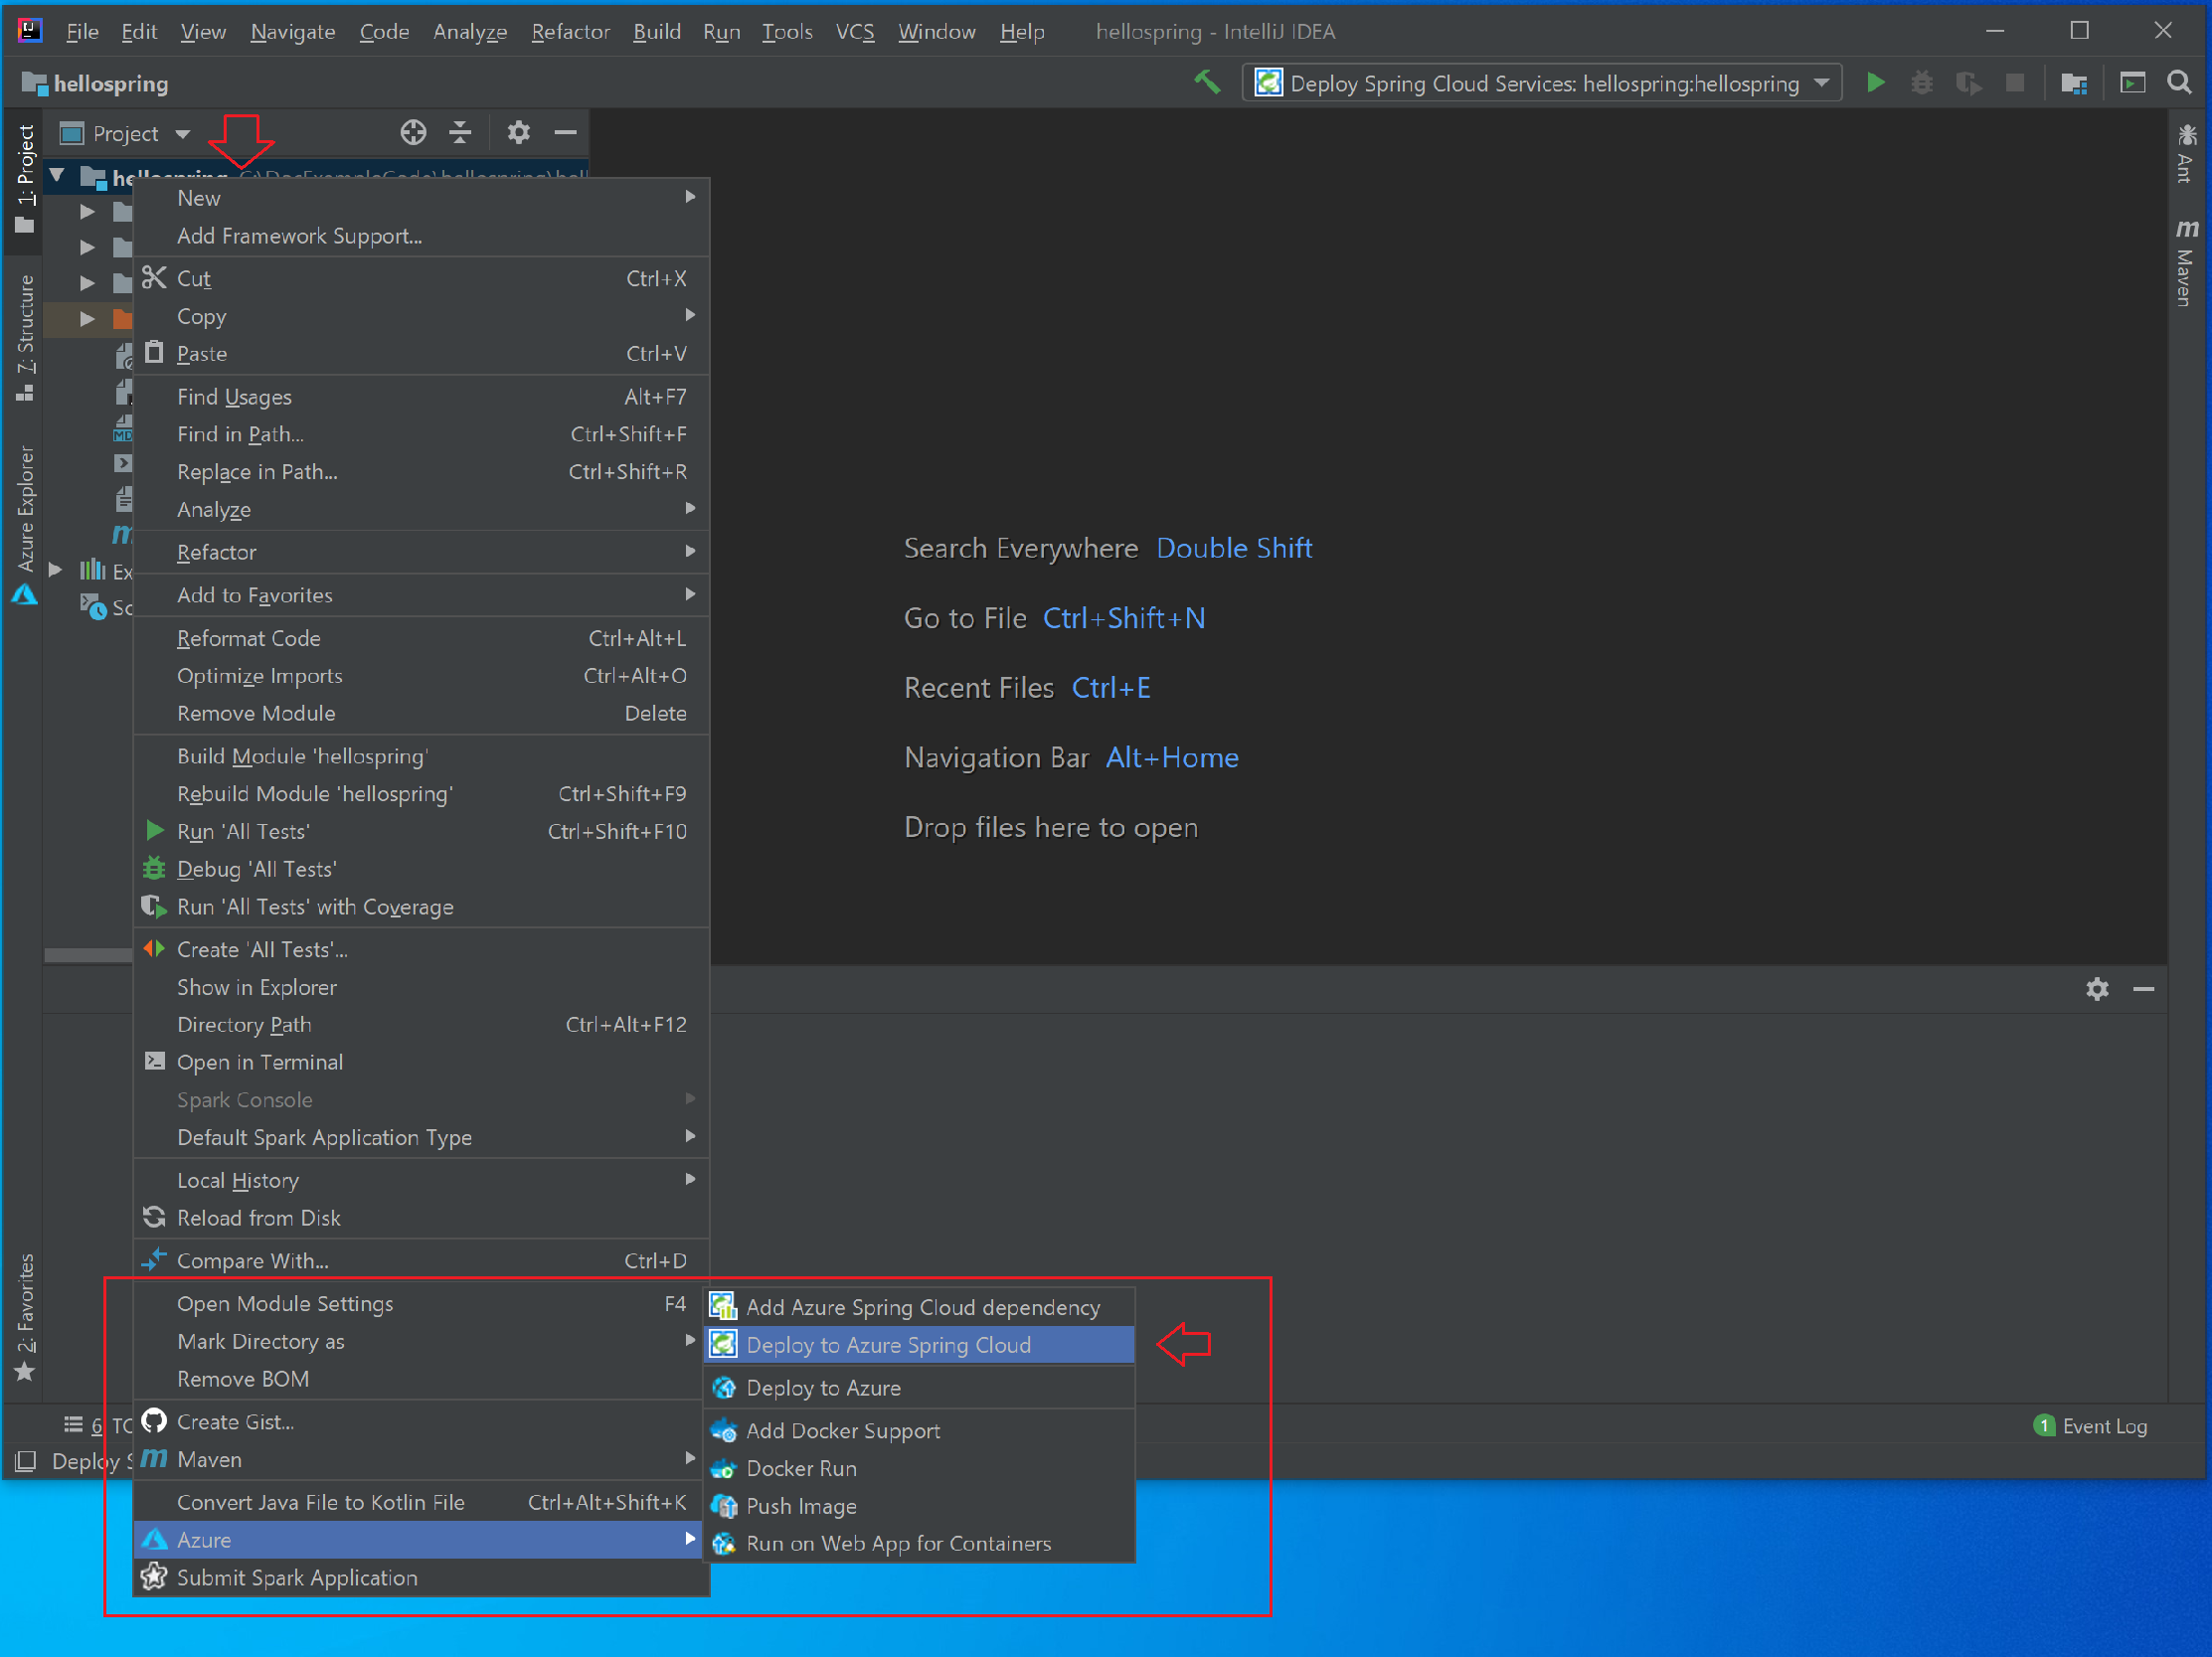 File Edit View Navigate Code Analyze Refactor Build Run Tools VCS Window Help hellospring - IntelliJ IDEA
hellospring
Deploy Spring Cloud Services: hellospring:hellospring
Project
1: Project
7: Structure
Azure Explorer
2: Favorites
Ant
Maven
hellospring C:\DocExampleCode\hellospring\hell
New
Add Framework Support...
Cut Ctrl+X
Copy
Paste Ctrl+V
Find Usages Alt+F7
Find in Path... Ctrl+Shift+F
Replace in Path... Ctrl+Shift+R
Analyze
Refactor
Add to Favorites
Reformat Code Ctrl+Alt+L
Optimize Imports Ctrl+Alt+O
Remove Module Delete
Build Module 'hellospring'
Rebuild Module 'hellospring' Ctrl+Shift+F9
Run 'All Tests' Ctrl+Shift+F10
Debug 'All Tests'
Run 'All Tests' with Coverage
Create 'All Tests'...
Show in Explorer
Directory Path Ctrl+Alt+F12
Open in Terminal
Spark Console
Default Spark Application Type
Local History
Reload from Disk
Compare With... Ctrl+D
Open Module Settings F4
Mark Directory as
Remove BOM
Create Gist...
Maven
Convert Java File to Kotlin File Ctrl+Alt+Shift+K
Azure
Submit Spark Application
Add Azure Spring Cloud dependency
Deploy to Azure Spring Cloud
Deploy to Azure
Add Docker Support
Docker Run
Push Image
Run on Web App for Containers
MD
m
Ex
Sc
Search Everywhere Double Shift
Go to File Ctrl+Shift+N
Recent Files Ctrl+E
Navigation Bar Alt+Home
Drop files here to open
6 TO
1 Event Log
Deploy S